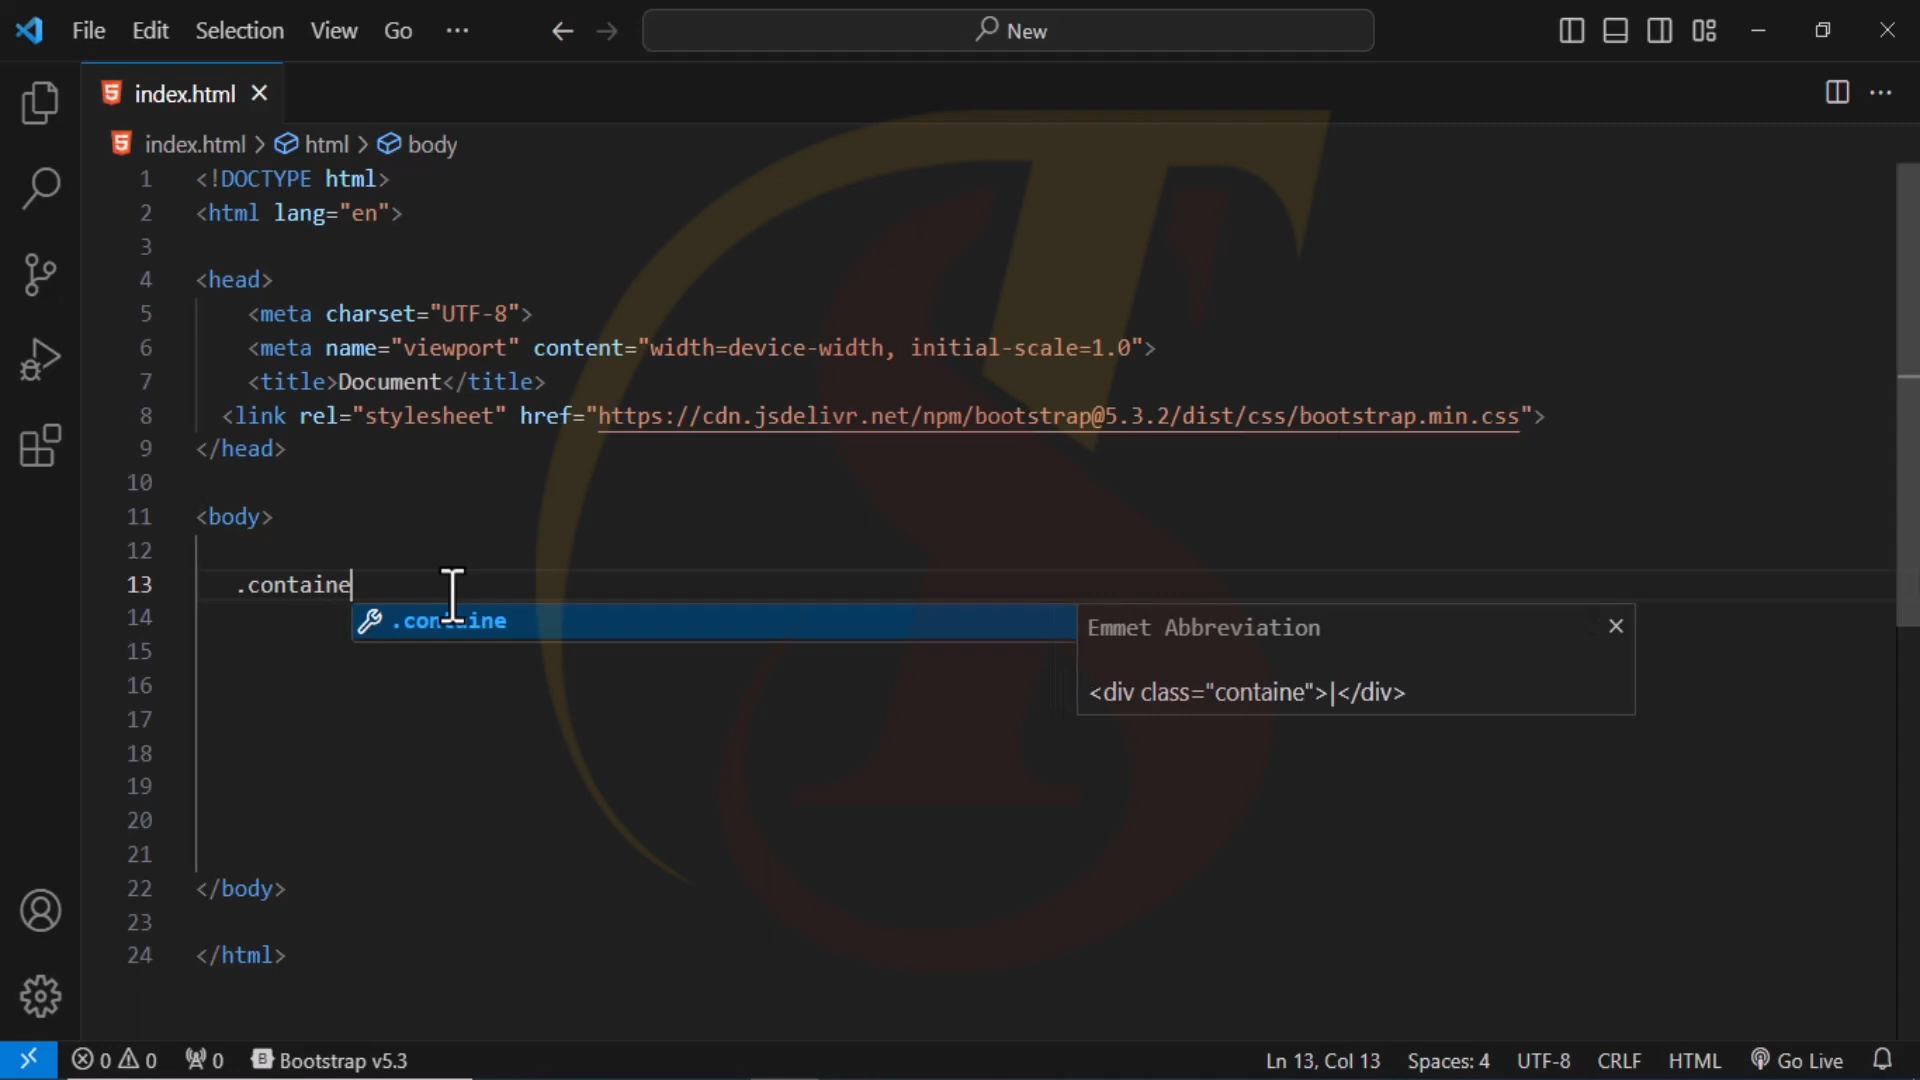 File Edit Selection View Go ··· New
index.html
index.html > html > body
1 <!DOCTYPE html>
2 <html lang="en">
3
4 <head>
5 <meta charset="UTF-8">
6 <meta name="viewport" content="width=device-width, initial-scale=1.0">
7 <title>Document</title>
8 <link rel="stylesheet" href="https://cdn.jsdelivr.net/npm/bootstrap@5.3.2/dist/css/bootstrap.min.css">
9 </head>
10
11 <body>
12
13 .containe
14 .containe
Emmet Abbreviation
15
16 <div class="containe">|</div>
17
18
19
20
21
22 </body>
23
24 </html>
0 0 0 Bootstrap v5.3 Ln 13, Col 13 Spaces: 4 UTF-8 CRLF HTML Go Live